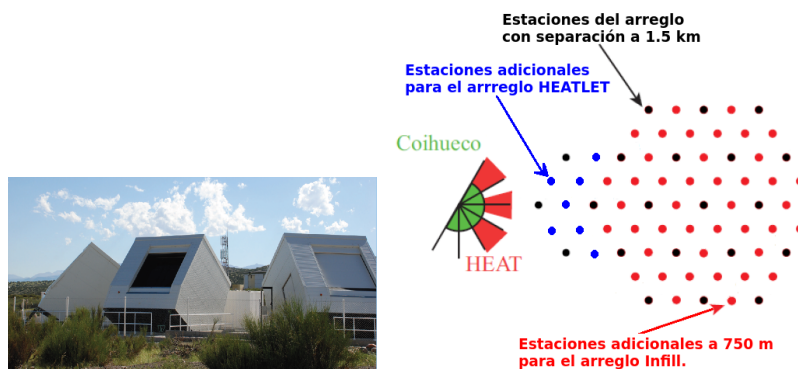 Estaciones del arreglo
con separación a 1.5 km
Estaciones adicionales
para el arrreglo HEATLET
Coihueco
HEAT
Estaciones adicionales a 750 m
para el arreglo Infill.